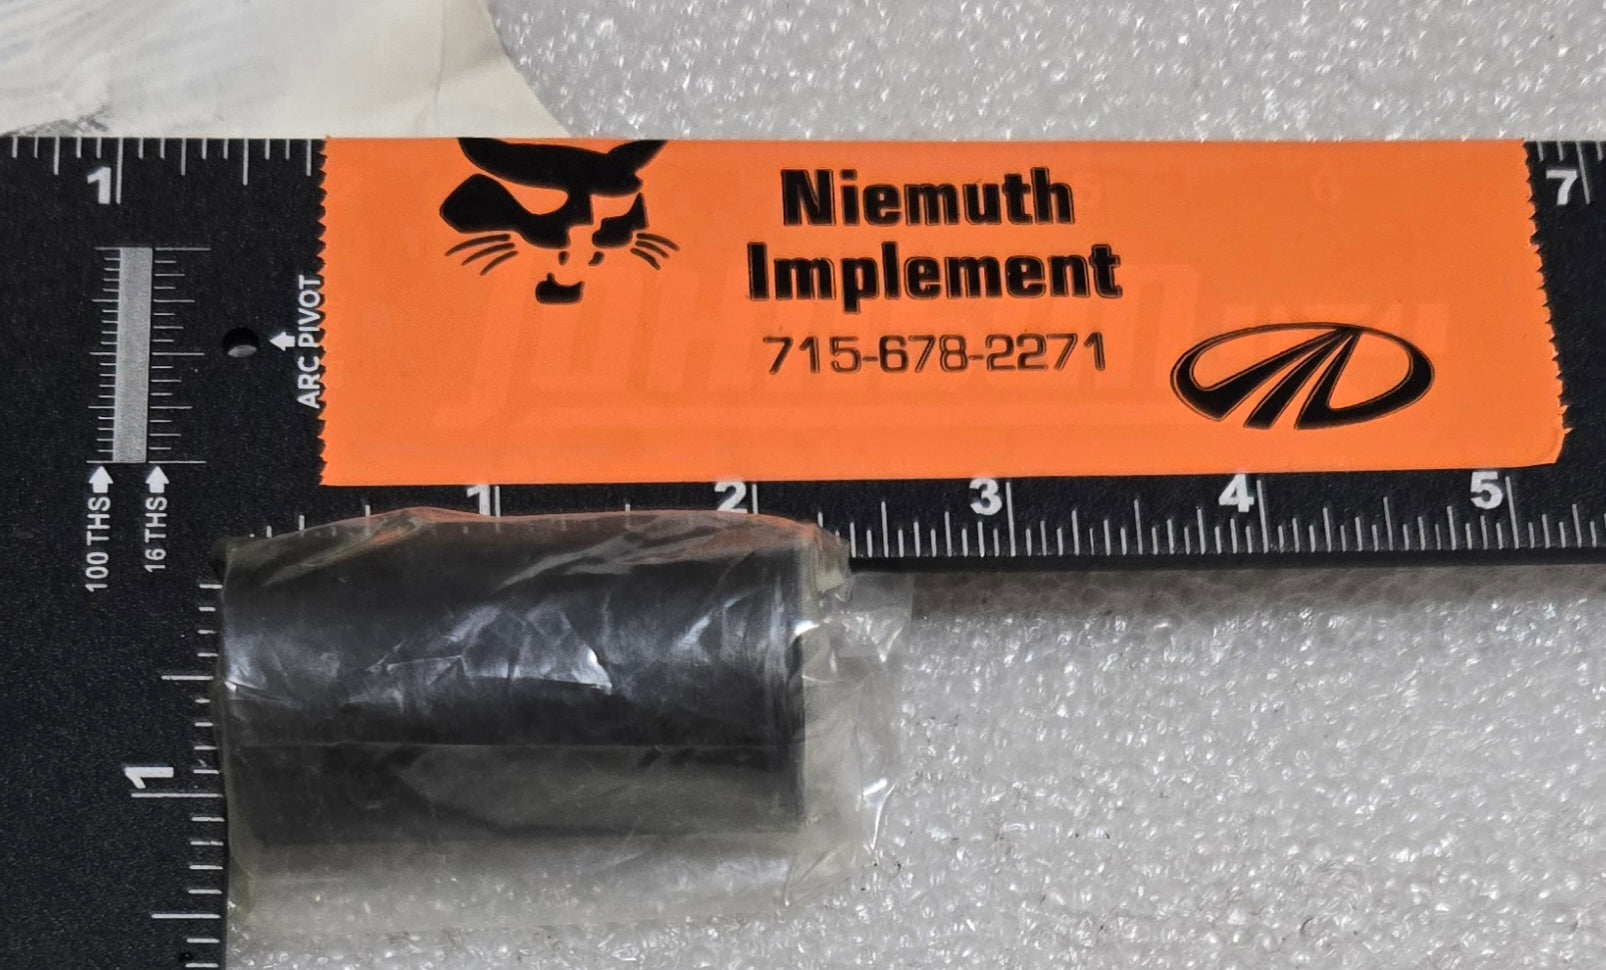 1
7
ARC PIVOT
Niemuth
Implement
715-678-2271
100 THS
16 THS
1
2
3
4
5
1